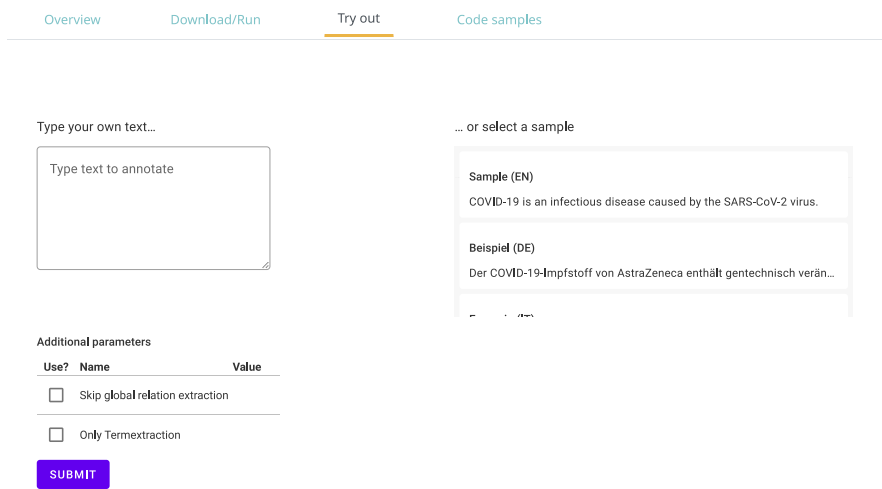 Overview Download/Run Try out Code samples
Type your own text...
Type text to annotate
... or select a sample
Sample (EN)
COVID-19 is an infectious disease caused by the SARS-CoV-2 virus.
Beispiel (DE)
Der COVID-19-Impfstoff von AstraZeneca enthält gentechnisch verän...
Additional parameters
Use? Name Value
Skip global relation extraction
Only Termextraction
SUBMIT